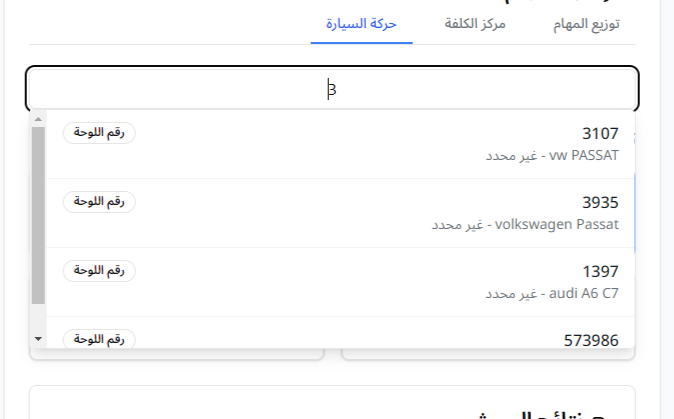 توزيع المهام
مركز الكلفة
حركة السيارة
3
3107
رقم اللوحة
vw PASSAT - غير محدد
3935
رقم اللوحة
volkswagen Passat - غير محدد
1397
رقم اللوحة
audi A6 C7 - غير محدد
573986
رقم اللوحة